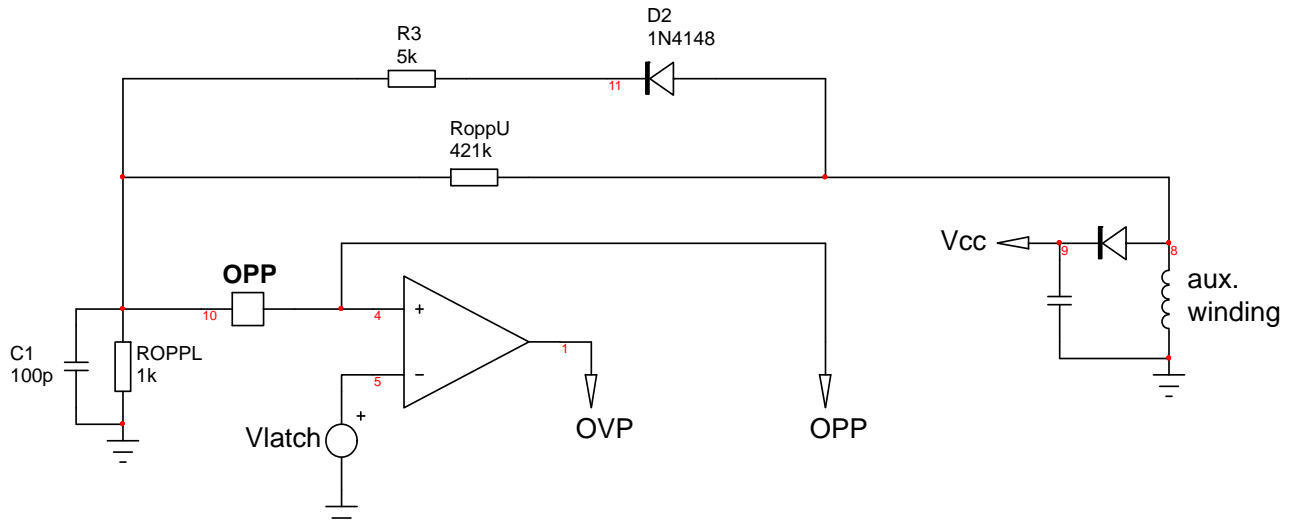 D2
1N4148
R3
5k
11
RoppU
421k
Vcc
9
8
OPP
aux.
winding
10
4
+
C1
100p
ROPPL
1k
1
5
−
+
Vlatch
OVP
OPP